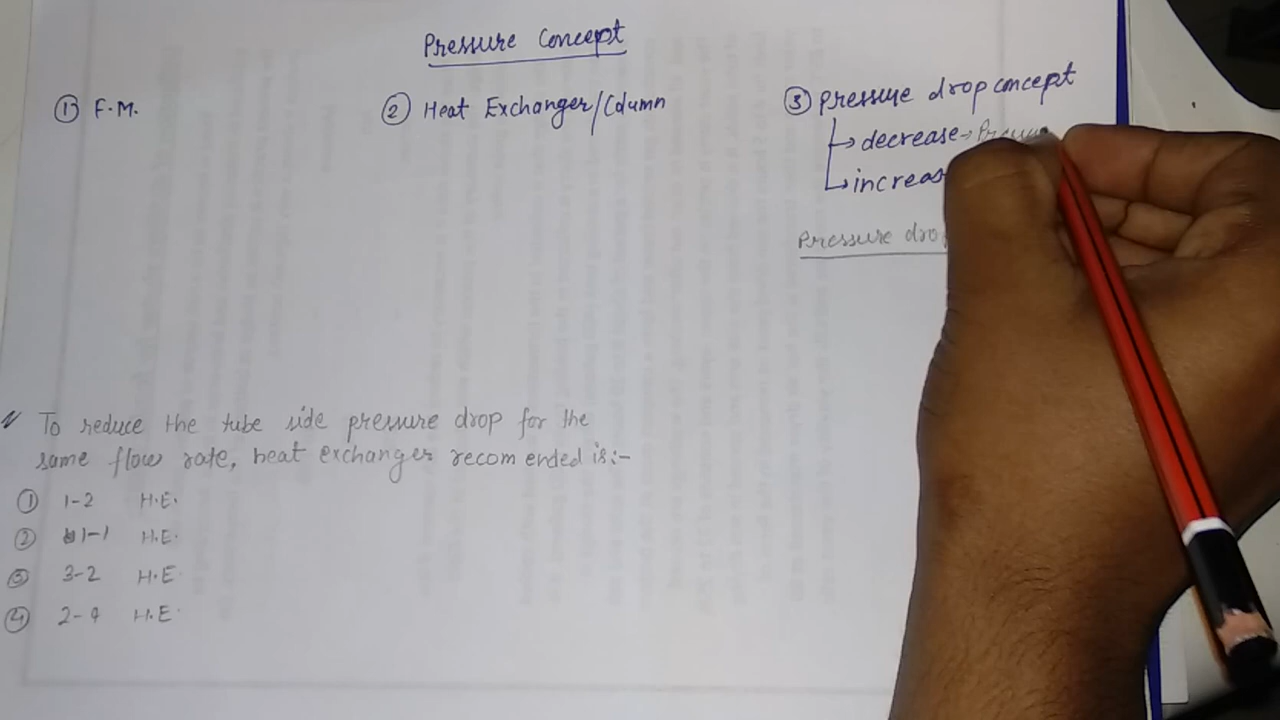 Pressure Concept
① F.M.
② Heat Exchanger/Column
③ Pressure drop concept
→ decrease →
→ increas
Pressure dro
To reduce the tube side pressure drop for the
same flow rate, heat exchanger recomended is:-
① 1-2 H.E.
② 1-1 H.E.
③ 3-2 H.E
④ 2-4 H.E.